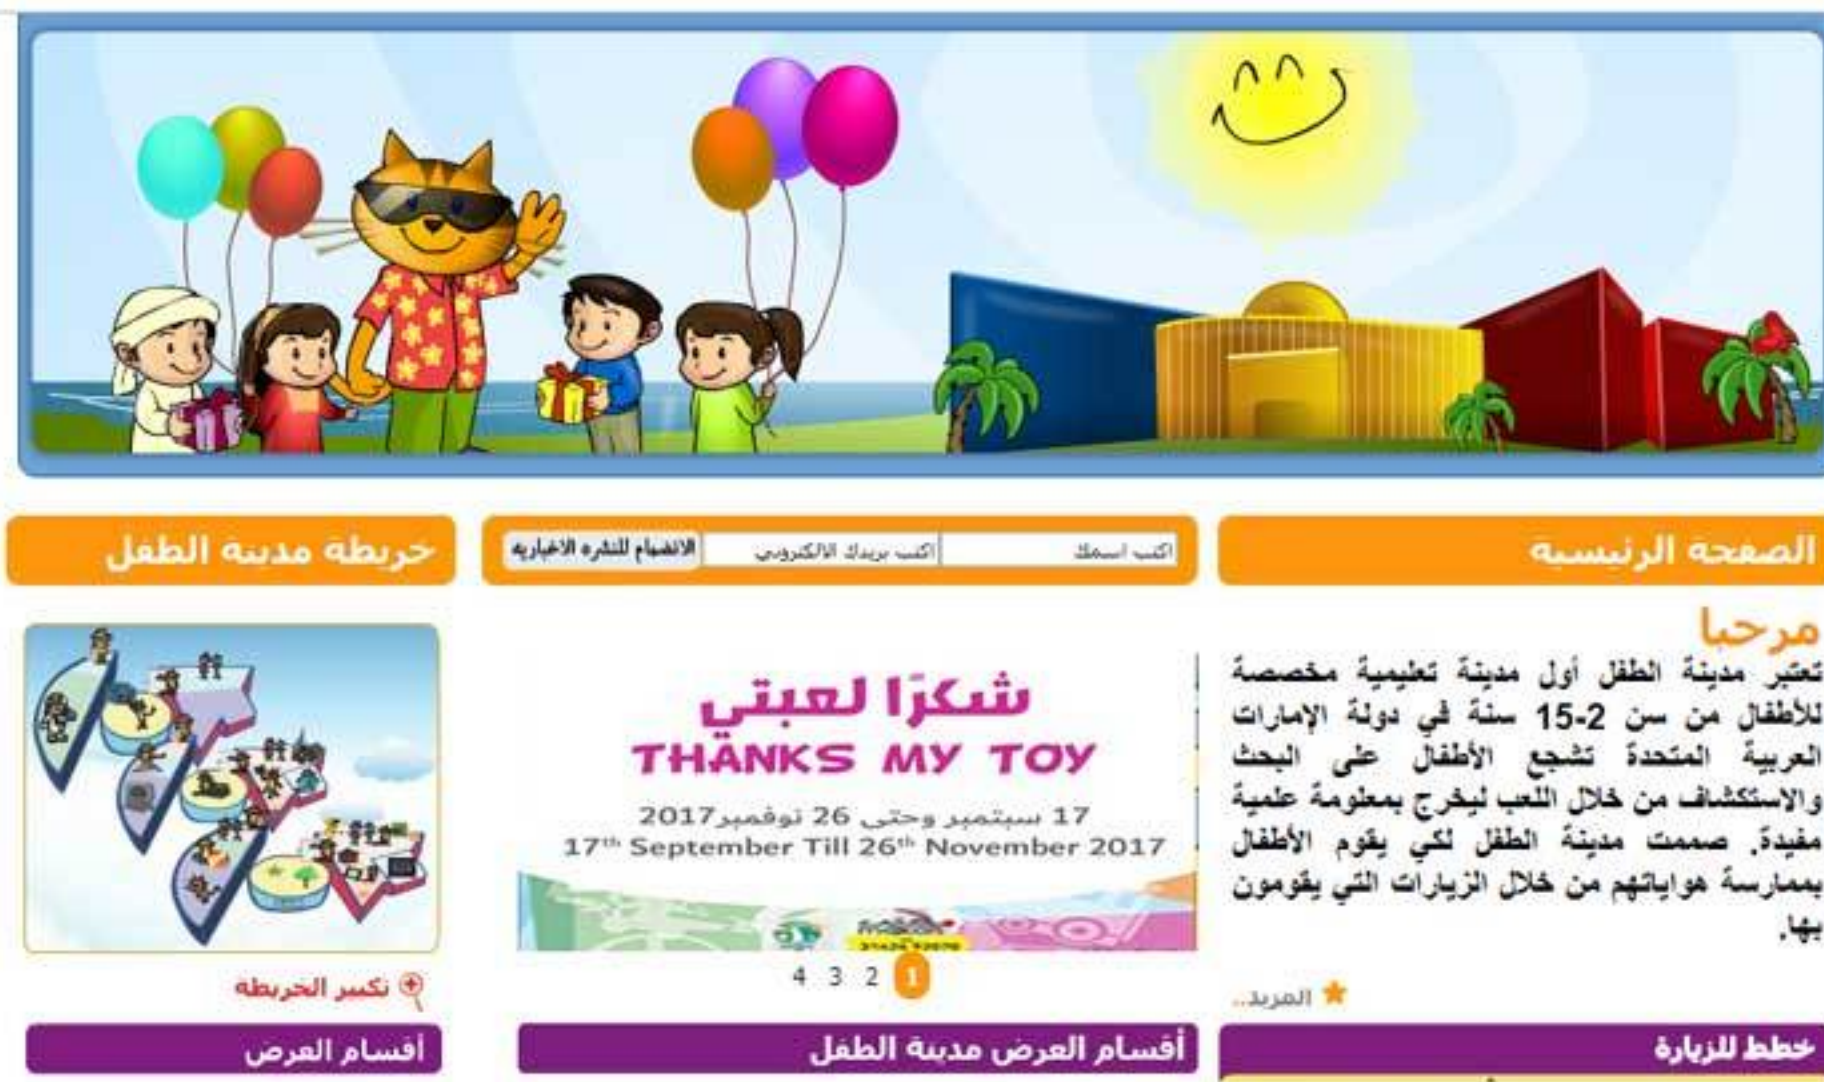 الصفحة الرئيسية
مرحبا
تعتبر مدينة الطفل أول مدينة تعليمية مخصصة
للأطفال من سن 2-15 سنة في دولة الإمارات
العربية المتحدة تشجع الأطفال على البحث
والاستكشاف من خلال اللعب ليخرج بمعلومة علمية
مفيدة. صممت مدينة الطفل لكي يقوم الأطفال
بممارسة هواياتهم من خلال الزيارات التي يقومون
بها.
المزيد..
خطط للزيارة
اكتب اسمك
اكتب بريدك الالكتروني
الانضمام للنشره الاخباريه
شكرًا لعبتي
THANKS MY TOY
17 سبتمبر وحتى 26 نوفمبر2017
17th September Till 26th November 2017
1 2 3 4
أقسام العرض مدينة الطفل
خريطة مدينة الطفل
تكبير الخريطة
أقسام العرض